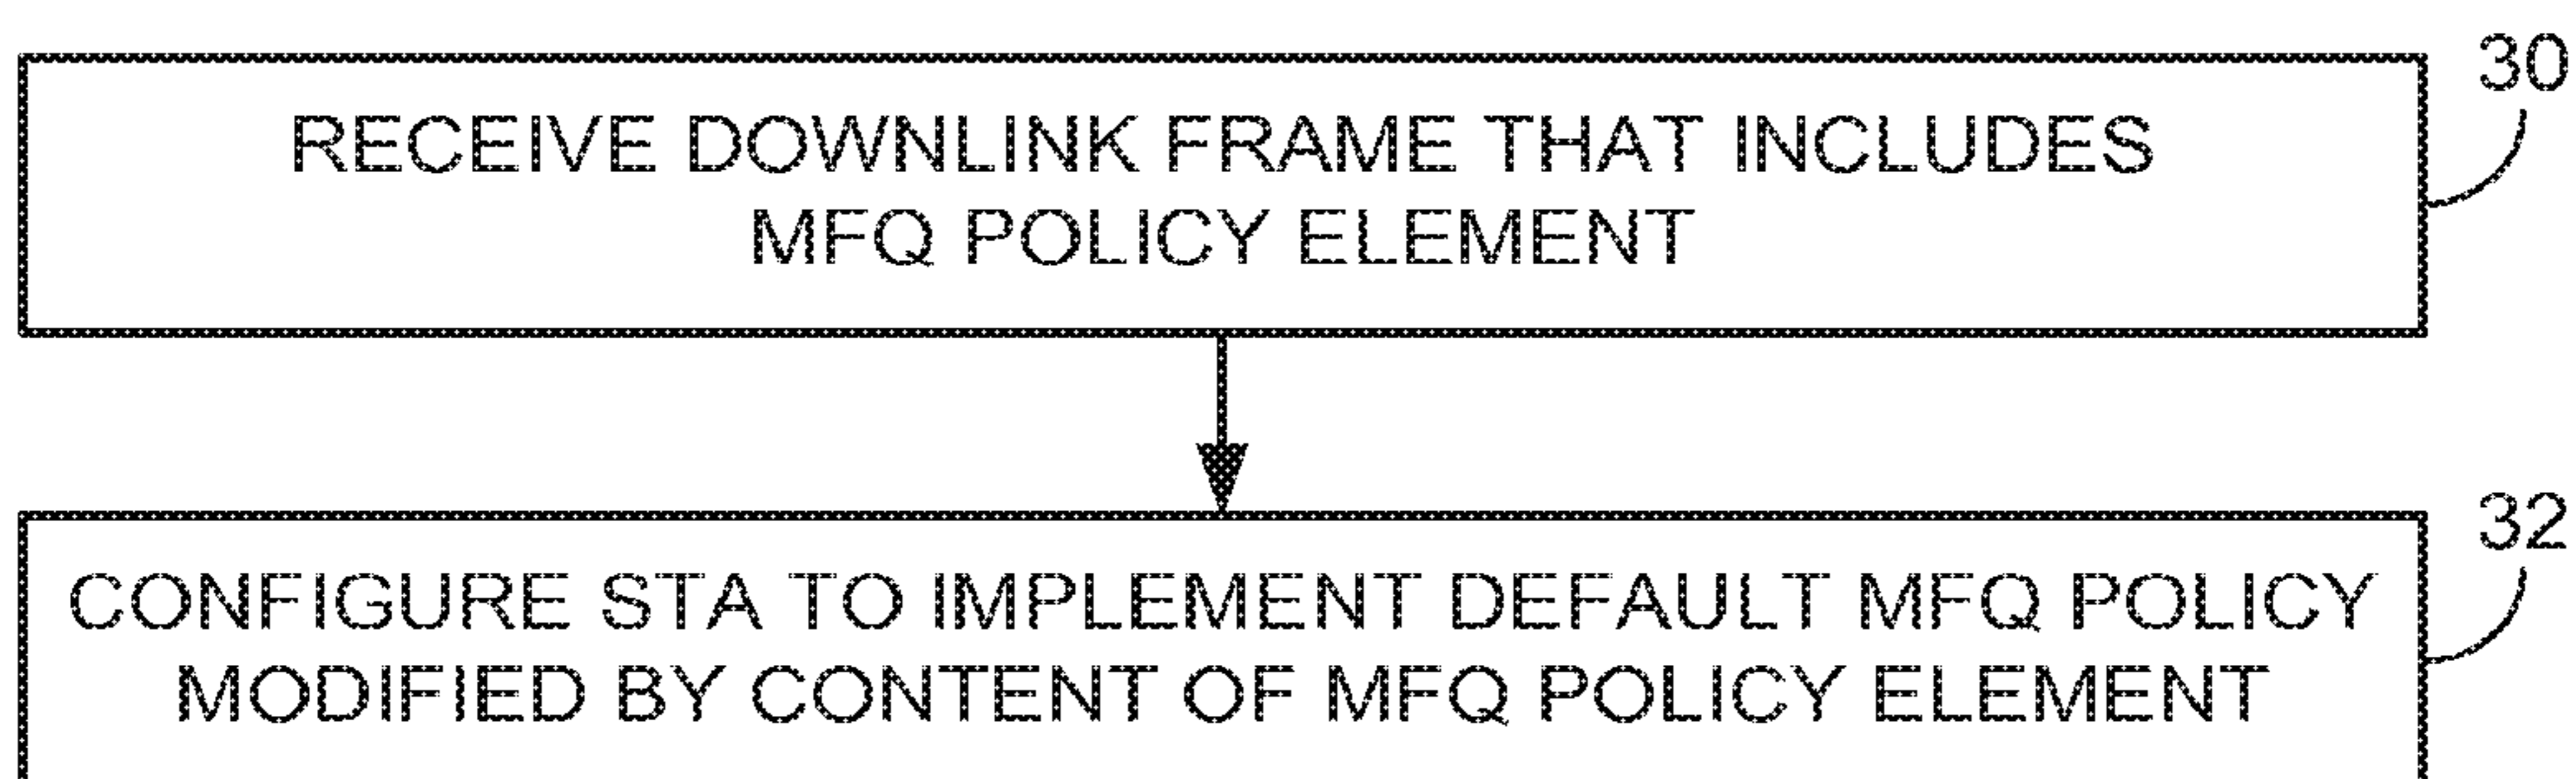 30
RECEIVE DOWNLINK FRAME THAT INCLUDES
MFQ POLICY ELEMENT
32
CONFIGURE STA TO IMPLEMENT DEFAULT MFQ POLICY
MODIFIED BY CONTENT OF MFQ POLICY ELEMENT